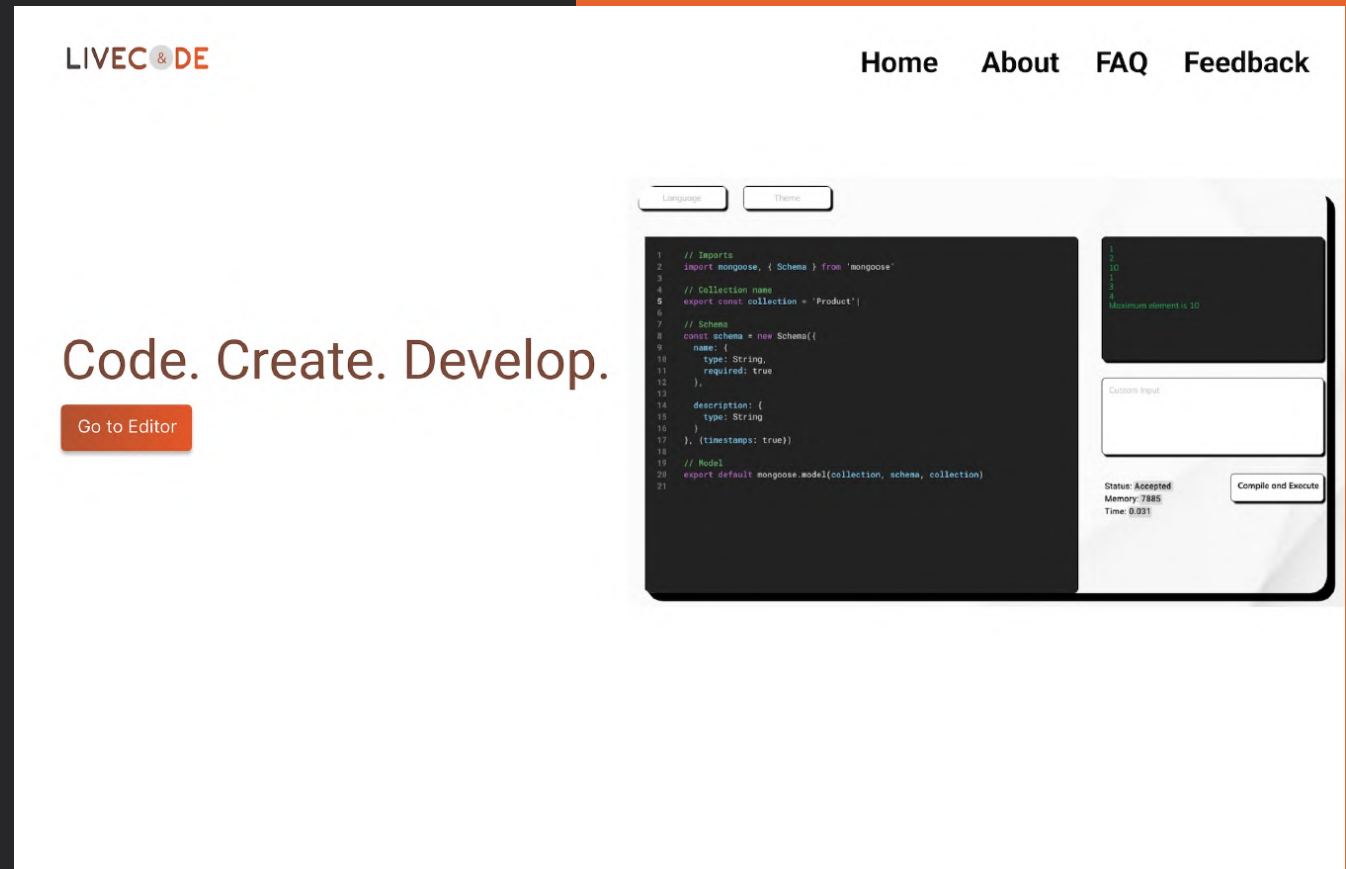 LIVEC&DE
Home About FAQ Feedback
Code. Create. Develop.
Go to Editor
Language Theme
1 // Imports
2 import mongoose, { Schema } from 'mongoose'
3
4 // Collection name
5 export const collection = 'Product'|
6
7 // Schema
8 const schema = new Schema({
9 name: {
10 type: String,
11 required: true
12 },
13
14 description: {
15 type: String
16 }
17 }, {timestamps: true})
18
19 // Model
20 export default mongoose.model(collection, schema, collection)
21
1
2
10
1
3
4
Maximum element is 10
Custom Input
Status: Accepted
Memory: 7885
Time: 0.031
Compile and Execute